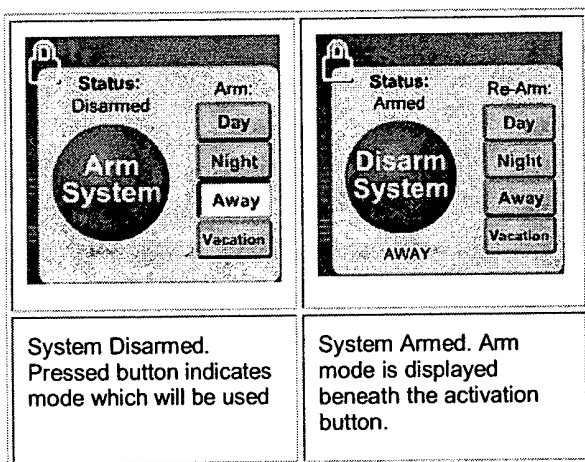 Status:
Disarmed
Arm
System
Arm:
Day
Night
Away
Vacation
Status:
Armed
Disarm
System
AWAY
Re-Arm:
Day
Night
Away
Vacation
System Disarmed.
Pressed button indicates
mode which will be used
System Armed. Arm
mode is displayed
beneath the activation
button.